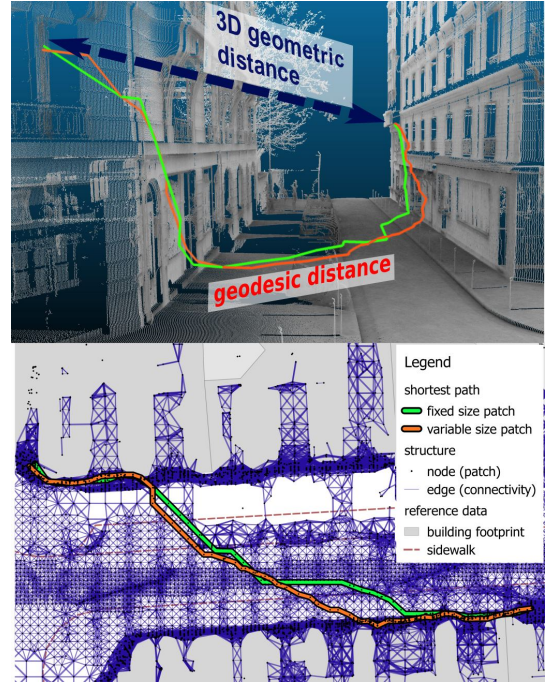 3D geometric
distance
geodesic distance
Legend
shortest path
fixed size patch
variable size patch
structure
node (patch)
edge (connectivity)
reference data
building footprint
sidewalk